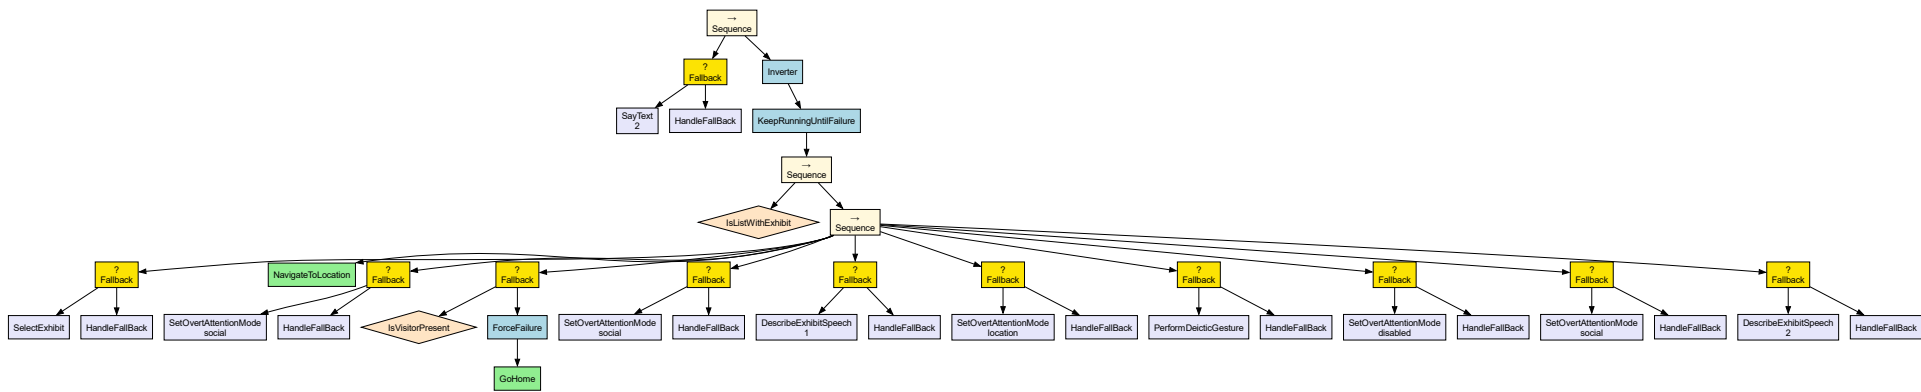 →
Sequence
?
Fallback
Inverter
SayText
2
HandleFallBack
KeepRunningUntilFailure
→
Sequence
IsListWithExhibit
→
Sequence
?
Fallback
NavigateToLocation
?
Fallback
?
Fallback
?
Fallback
?
Fallback
?
Fallback
?
Fallback
?
Fallback
?
Fallback
?
Fallback
SelectExhibit
HandleFallBack
SetOvertAttentionMode
social
HandleFallBack
IsVisitorPresent
ForceFailure
SetOvertAttentionMode
social
HandleFallBack
DescribeExhibitSpeech
1
HandleFallBack
SetOvertAttentionMode
location
HandleFallBack
PerformDeicticGesture
HandleFallBack
SetOvertAttentionMode
disabled
HandleFallBack
SetOvertAttentionMode
social
HandleFallBack
DescribeExhibitSpeech
2
HandleFallBack
GoHome